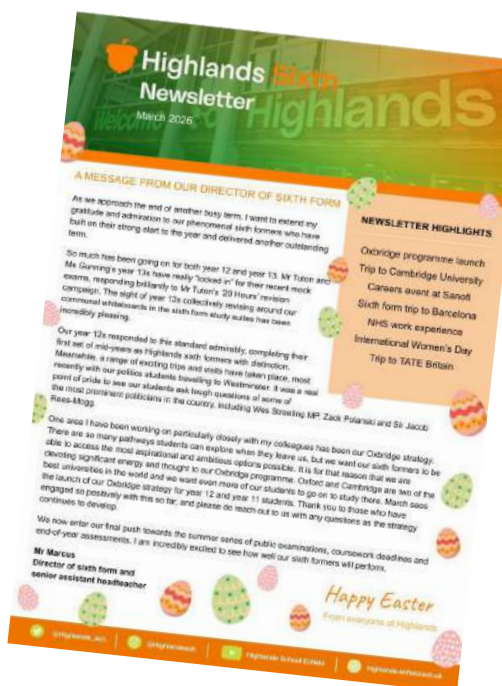 Highlands Sixth
Newsletter
March 2026
Welcome to Highlands
A MESSAGE FROM OUR DIRECTOR OF SIXTH FORM
As we approach the end of another busy term, I want to extend my
gratitude and admiration to our phenomenal sixth formers who have
built on their strong start to the year and delivered another outstanding
term.
So much has been going on for both year 12 and year 13. Mr Tuton and
Ms Gunning's year 13s have really "locked in" for their recent mock
exams, responding brilliantly to Mr Tuton's '20 Hours' revision
campaign. The sight of year 13s collectively revising around our
communal whiteboards in the sixth form study suites has been
incredibly pleasing.
Our year 12s responded to this standard admirably, completing their
first set of mid-years as Highlands sixth formers with distinction.
Meanwhile, a range of exciting trips and visits have taken place, most
recently with our politics students travelling to Westminster. It was a real
point of pride to see our students ask tough questions of some of
the most prominent politicians in the country, including Wes Streeting MP, Zack Polanski and Sir Jacob
Rees-Mogg.
One area I have been working on particularly closely with my colleagues has been our Oxbridge strategy.
There are so many pathways students can explore when they leave us, but we want our sixth formers to be
able to access the most aspirational and ambitious options possible. It is for that reason that we are
devoting significant energy and thought to our Oxbridge programme. Oxford and Cambridge are two of the
best universities in the world and we want even more of our students to go on to study there. March sees
the launch of our Oxbridge strategy for year 12 and year 11 students. Thank you to those who have
engaged so positively with this so far, and please do reach out to us with any questions as the strategy
continues to develop.
We now enter our final push towards the summer series of public examinations, coursework deadlines and
end-of-year assessments. I am incredibly excited to see how well our sixth formers will perform.
Mr Marcus
Director of sixth form and
senior assistant headteacher
NEWSLETTER HIGHLIGHTS
Oxbridge programme launch
Trip to Cambridge University
Careers event at Sanofi
Sixth form trip to Barcelona
NHS work experience
International Women's Day
Trip to TATE Britain
Happy Easter
From everyone at Highlands
Highlands School Enfield